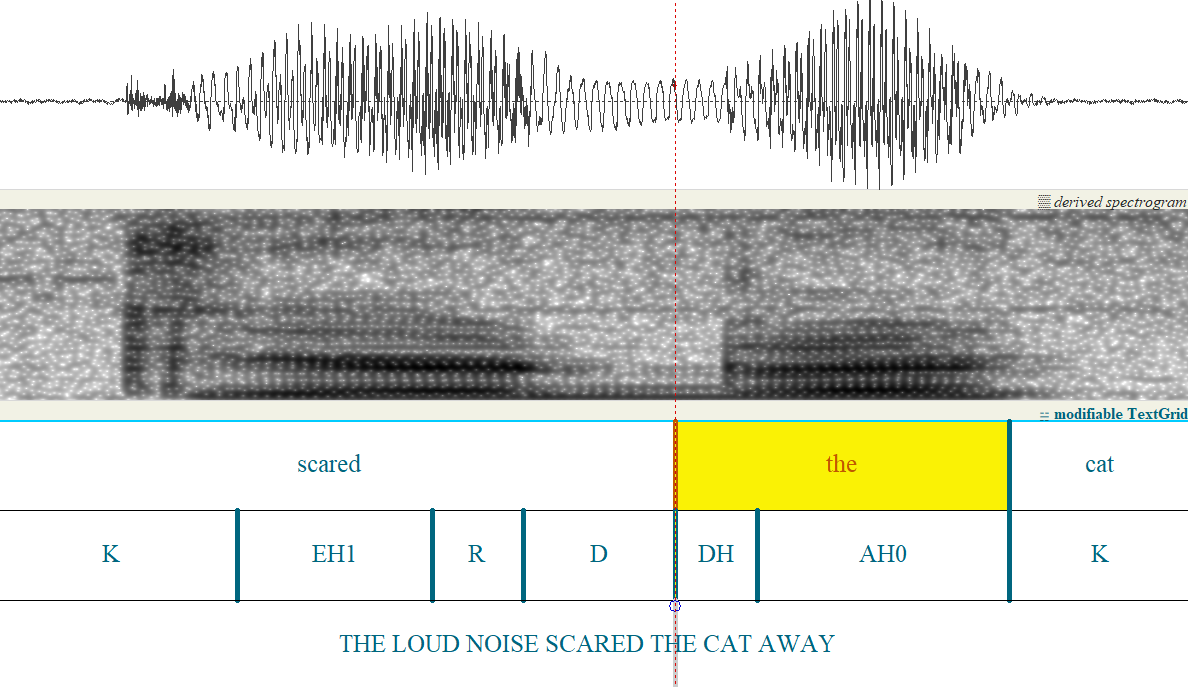 derived spectrogram
modifiable TextGrid
scared the cat
K EH1 R D DH AH0 K
THE LOUD NOISE SCARED THE CAT AWAY